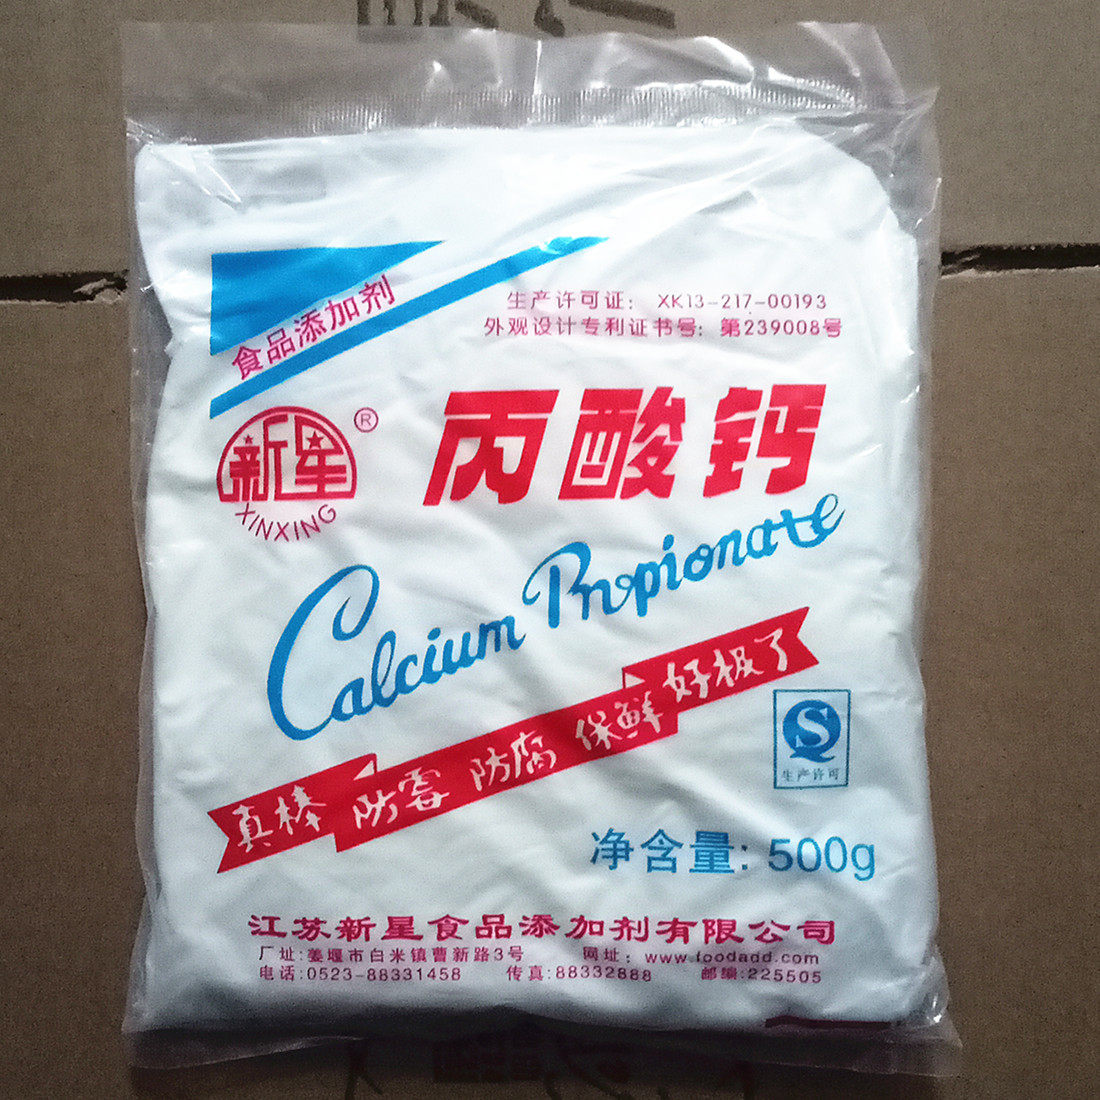 食品添加剂
生产许可证：XK13-217-00193
外观设计专利证书号：第239008号
新星
®
XINXING
丙酸钙
Calcium Propionate
真棒 防霉 防腐 保鲜 好极了
生产许可
净含量：500g
江苏新星食品添加剂有限公司
厂址：姜堰市白米镇曹新路3号 网址：www.foodadd.com
电话：0523-88331458 传真：88332888 邮编：225505